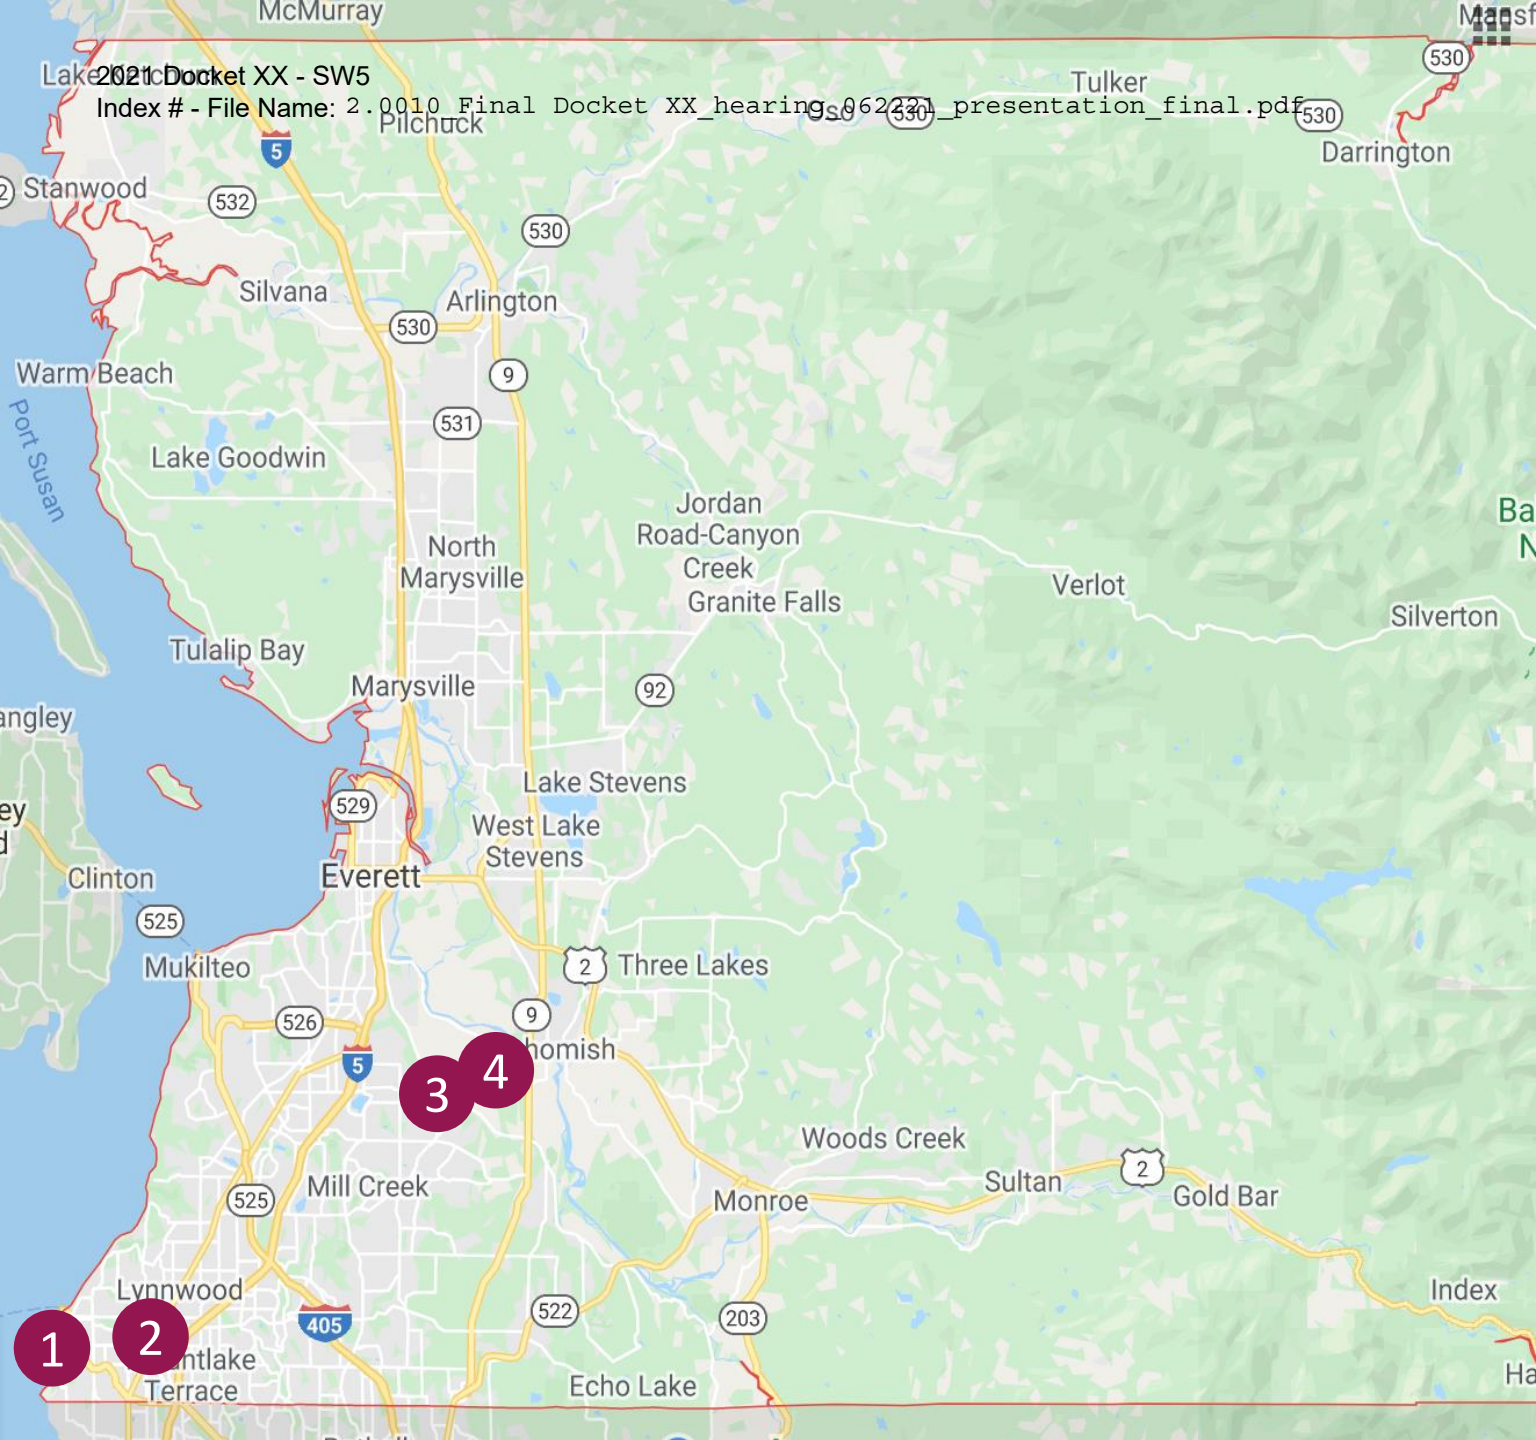 McMurray
2021 Docket XX - SW5
Index # - File Name: 2.0010_Final Docket XX_hearing_062221_presentation_final.pdf
530
Tulker
Pilchuck
530
530
5
Darrington
Stanwood
532
530
Silvana
Arlington
530
Warm Beach
9
Port Susan
531
Lake Goodwin
Jordan
Road-Canyon
Creek
North
Marysville
Granite Falls
Verlot
Silverton
Tulalip Bay
Marysville
92
Lake Stevens
529
West Lake
Stevens
Everett
Clinton
525
Mukilteo
2
Three Lakes
9
526
homish
5
4
3
Woods Creek
2
Sultan
Mill Creek
525
Monroe
Gold Bar
Lynnwood
Index
522
203
405
1
2
ntlake
Terrace
Echo Lake